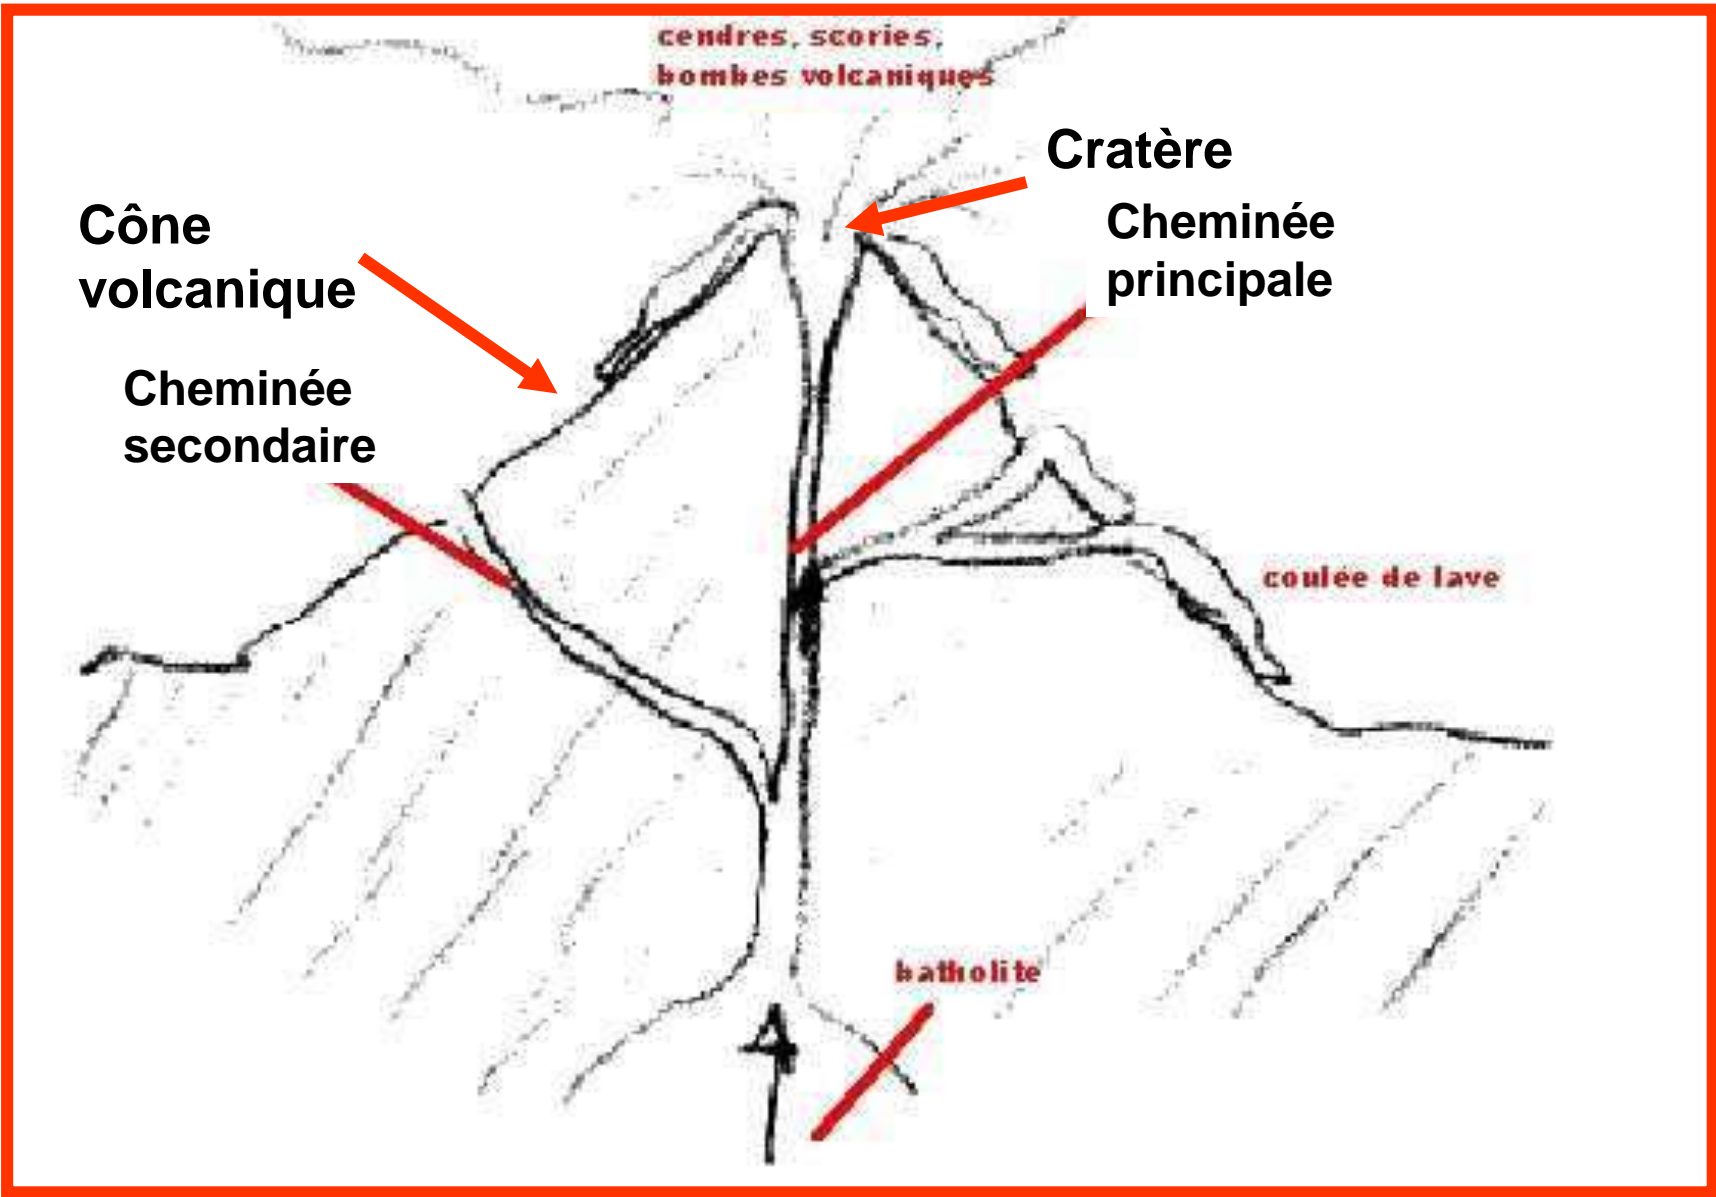 cendres, scories,
bombes volcaniques
Cratère
Cheminée
principale
Cône
volcanique
Cheminée
secondaire
coulée de lave
batholite